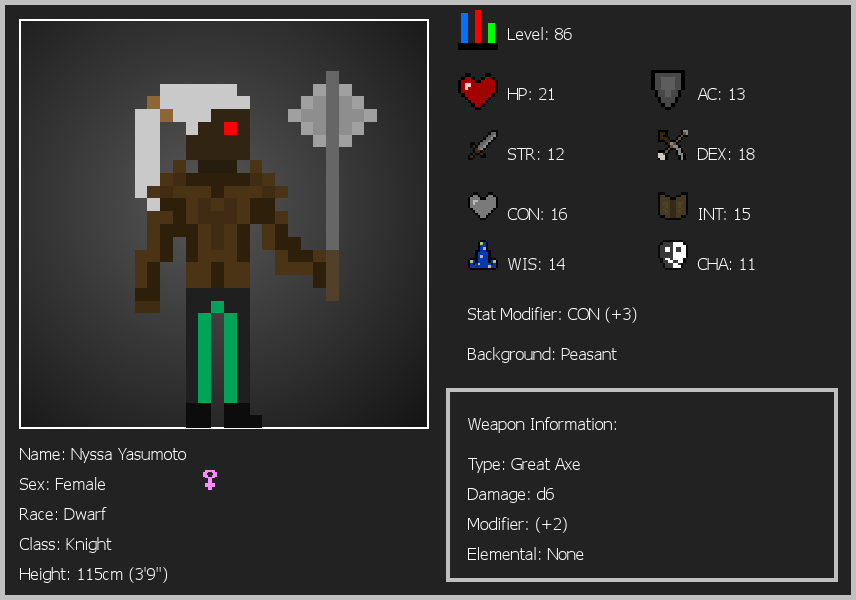 Level: 86
HP: 21
AC: 13
STR: 12
DEX: 18
CON: 16
INT: 15
WIS: 14
CHA: 11
Stat Modifier: CON (+3)
Background: Peasant
Weapon Information:
Type: Great Axe
Damage: d6
Modifier: (+2)
Elemental: None
Name: Nyssa Yasumoto
Sex: Female
Race: Dwarf
Class: Knight
Height: 115cm (3'9")